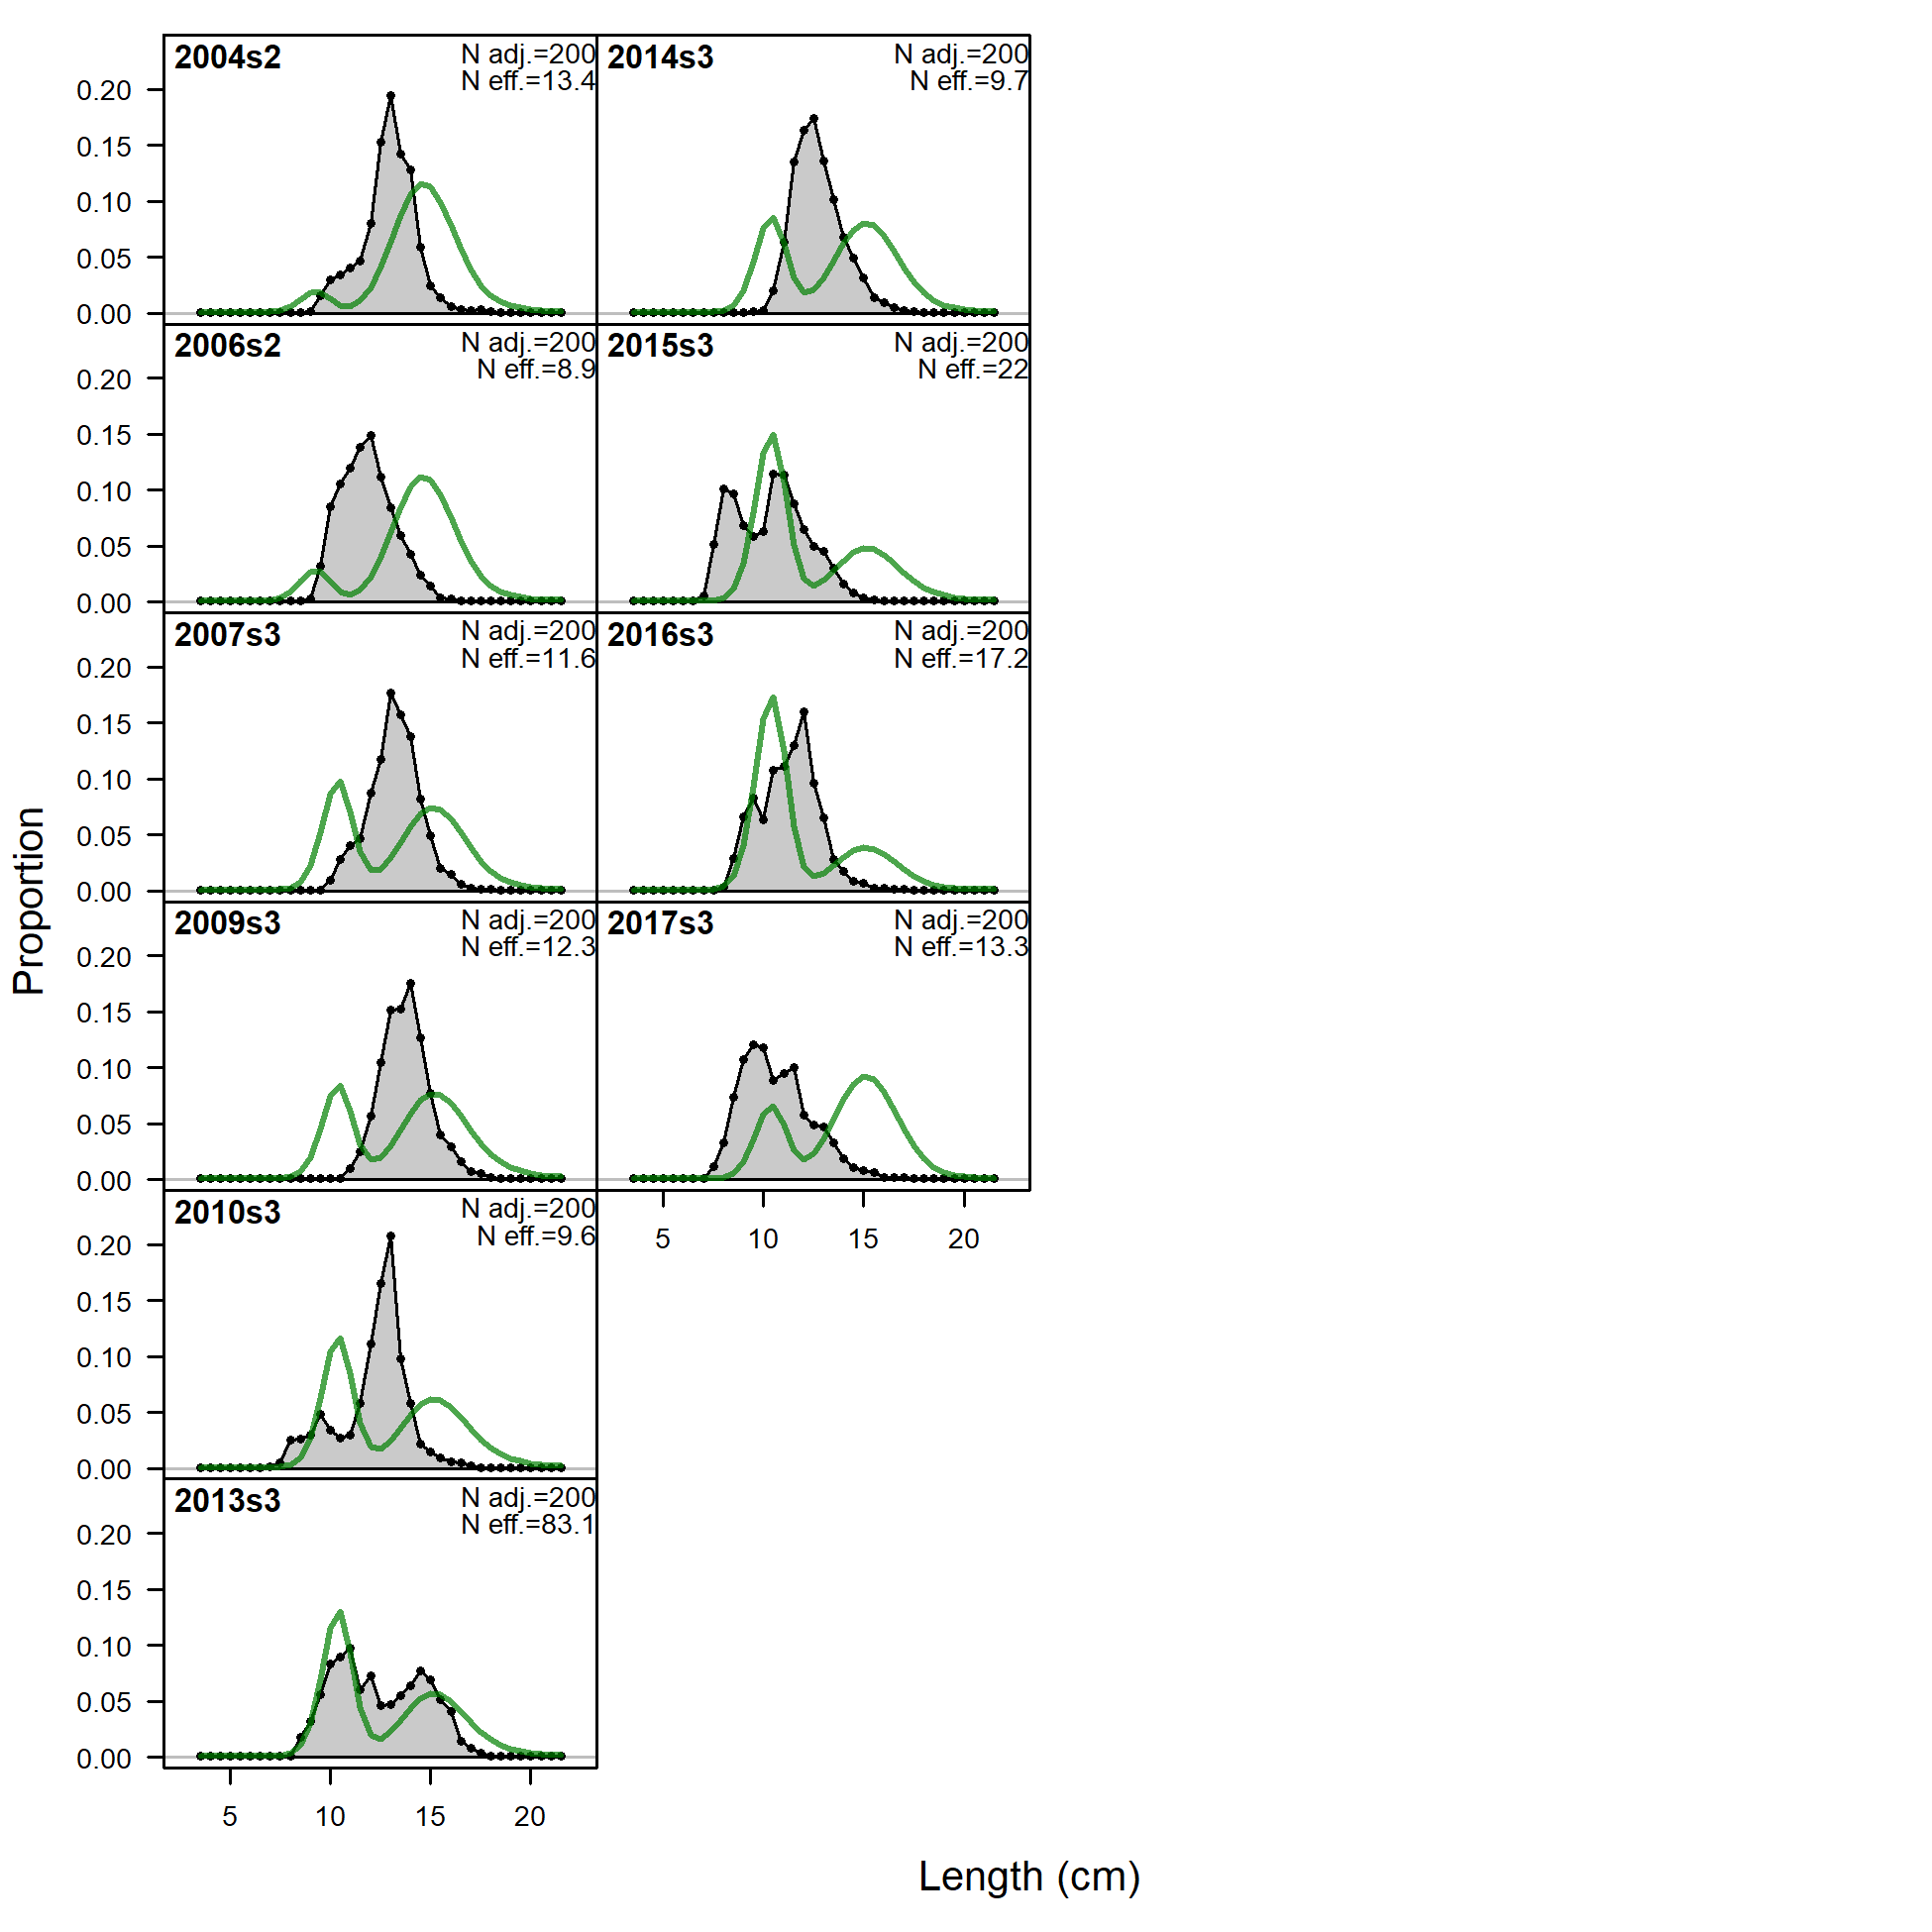 Proportion
2004s2
N adj.=200
N eff.=13.4
0.20
0.15
0.10
0.05
0.00
2006s2
N adj.=200
N eff.=8.9
0.20
0.15
0.10
0.05
0.00
2007s3
N adj.=200
N eff.=11.6
0.20
0.15
0.10
0.05
0.00
2009s3
N adj.=200
N eff.=12.3
0.20
0.15
0.10
0.05
0.00
2010s3
N adj.=200
N eff.=9.6
0.20
0.15
0.10
0.05
0.00
2013s3
N adj.=200
N eff.=83.1
0.20
0.15
0.10
0.05
0.00
5 10 15 20
2014s3
N adj.=200
N eff.=9.7
2015s3
N adj.=200
N eff.=22
2016s3
N adj.=200
N eff.=17.2
2017s3
N adj.=200
N eff.=13.3
5 10 15 20
Length (cm)